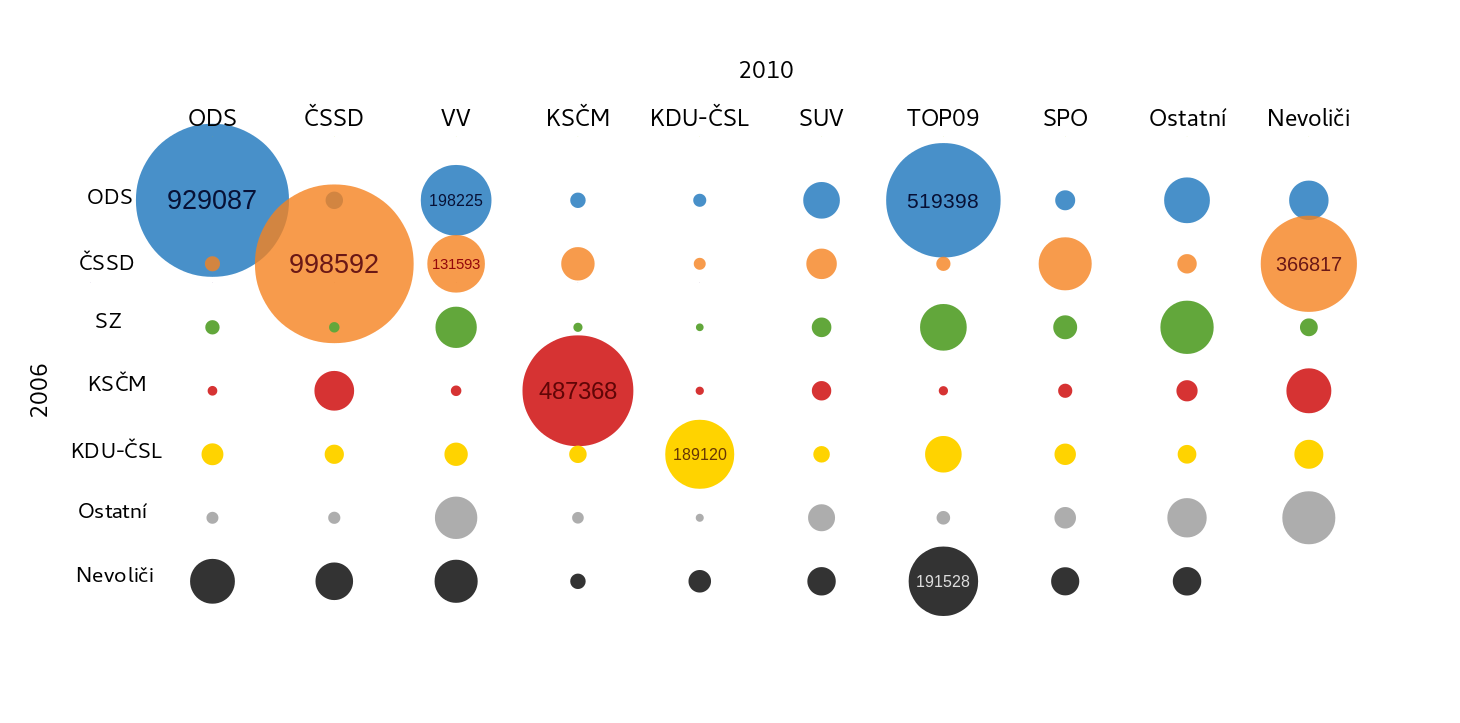 2010
ODS ČSSD VV KSČM KDU-ČSL SUV TOP09 SPO Ostatní Nevoliči
ODS 929087 198225 519398
ČSSD 998592 131593 366817
SZ
2006
KSČM 487368
KDU-ČSL 189120
Ostatní
Nevoliči 191528